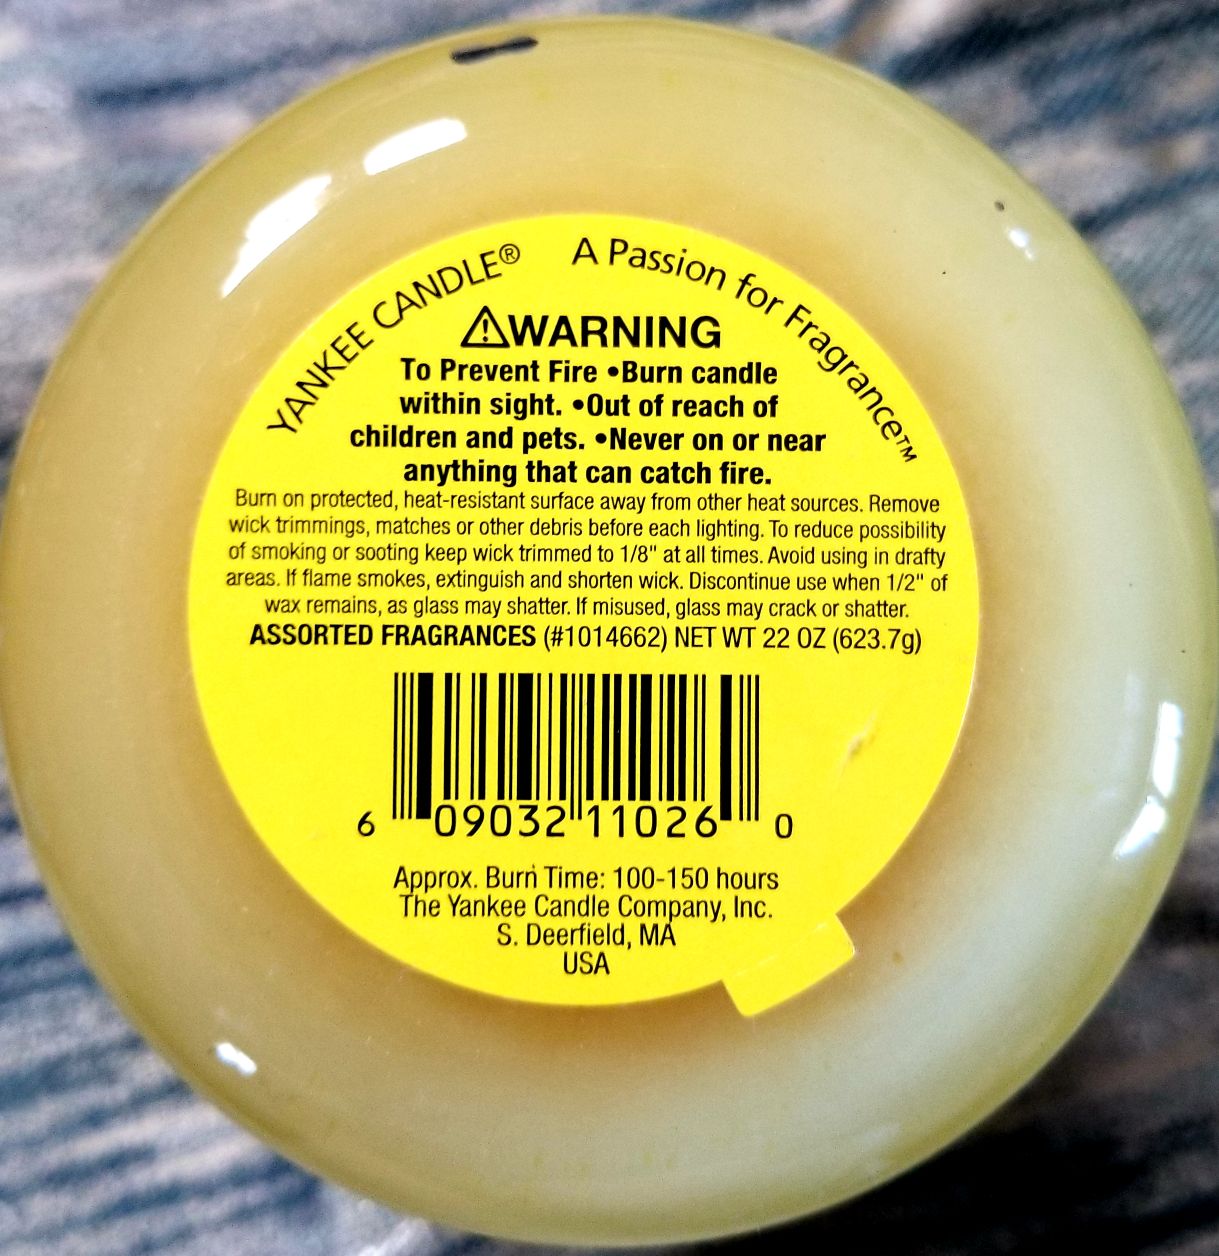 YANKEE CANDLE® A Passion for Fragrance™
⚠WARNING
To Prevent Fire •Burn candle
within sight. •Out of reach of
children and pets. •Never on or near
anything that can catch fire.
Burn on protected, heat-resistant surface away from other heat sources. Remove
wick trimmings, matches or other debris before each lighting. To reduce possibility
of smoking or sooting keep wick trimmed to 1/8" at all times. Avoid using in drafty
areas. If flame smokes, extinguish and shorten wick. Discontinue use when 1/2" of
wax remains, as glass may shatter. If misused, glass may crack or shatter.
ASSORTED FRAGRANCES (#1014662) NET WT 22 OZ (623.7g)
6 09032 11026 0
Approx. Burn Time: 100-150 hours
The Yankee Candle Company, Inc.
S. Deerfield, MA
USA